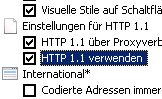 Visuelle Stile auf Schaltflä
Einstellungen für HTTP 1.1
HTTP 1.1 über Proxyverb
HTTP 1.1 verwenden
International*
Codierte Adressen immer